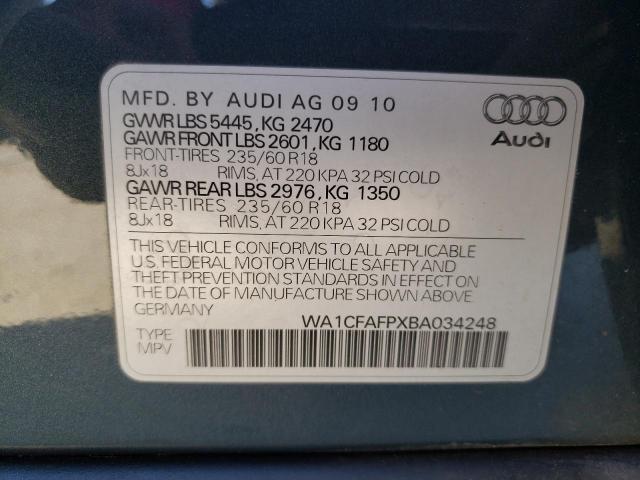 MFD. BY AUDI AG 09 10
GVWR LBS 5445, KG 2470
GAWR FRONT LBS 2601, KG 1180
FRONT-TIRES 235/60 R18
8Jx18 RIMS, AT 220 KPA 32 PSI COLD
GAWR REAR LBS 2976, KG 1350
REAR-TIRES 235/60 R18
8Jx18 RIMS, AT 220 KPA 32 PSI COLD
Audi
THIS VEHICLE CONFORMS TO ALL APPLICABLE
U.S. FEDERAL MOTOR VEHICLE SAFETY AND
THEFT PREVENTION STANDARDS IN EFFECT ON
THE DATE OF MANUFACTURE SHOWN ABOVE.
GERMANY WA1CFAFPXBA034248
TYPE
MPV